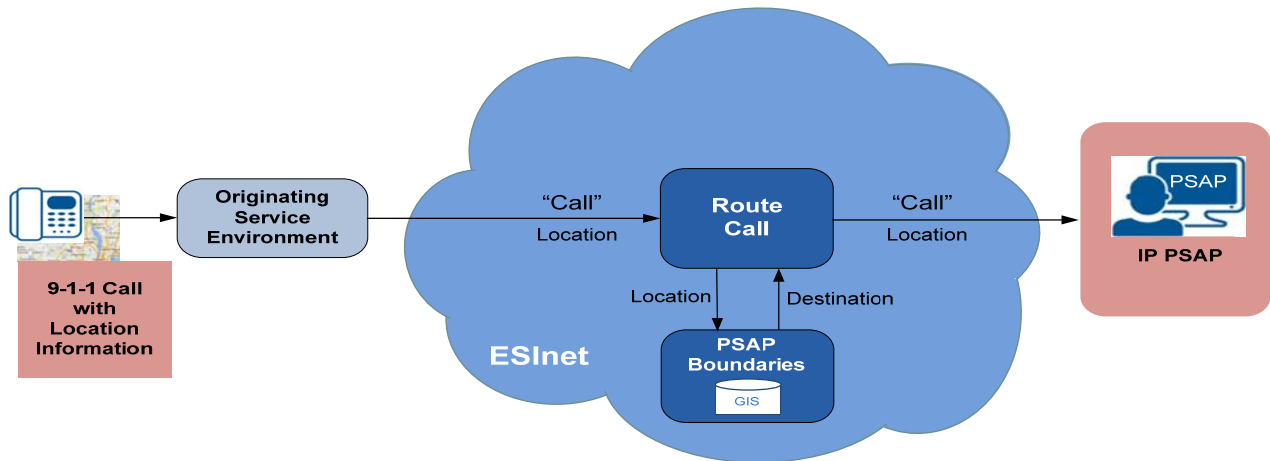 9-1-1 Call
with
Location
Information
Originating
Service
Environment
“Call”
Location
Route
Call
“Call”
Location
Location
Destination
PSAP
Boundaries
GIS
ESInet
PSAP
IP PSAP